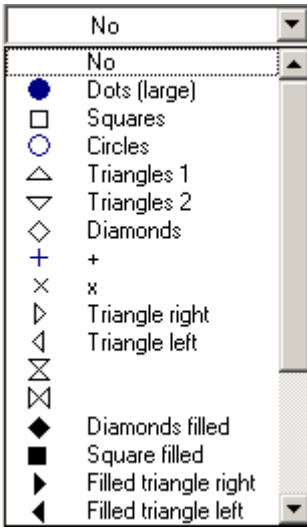 No
No
Dots (large)
Squares
Circles
Triangles 1
Triangles 2
Diamonds
+
x
Triangle right
Triangle left
Diamonds filled
Square filled
Filled triangle right
Filled triangle left